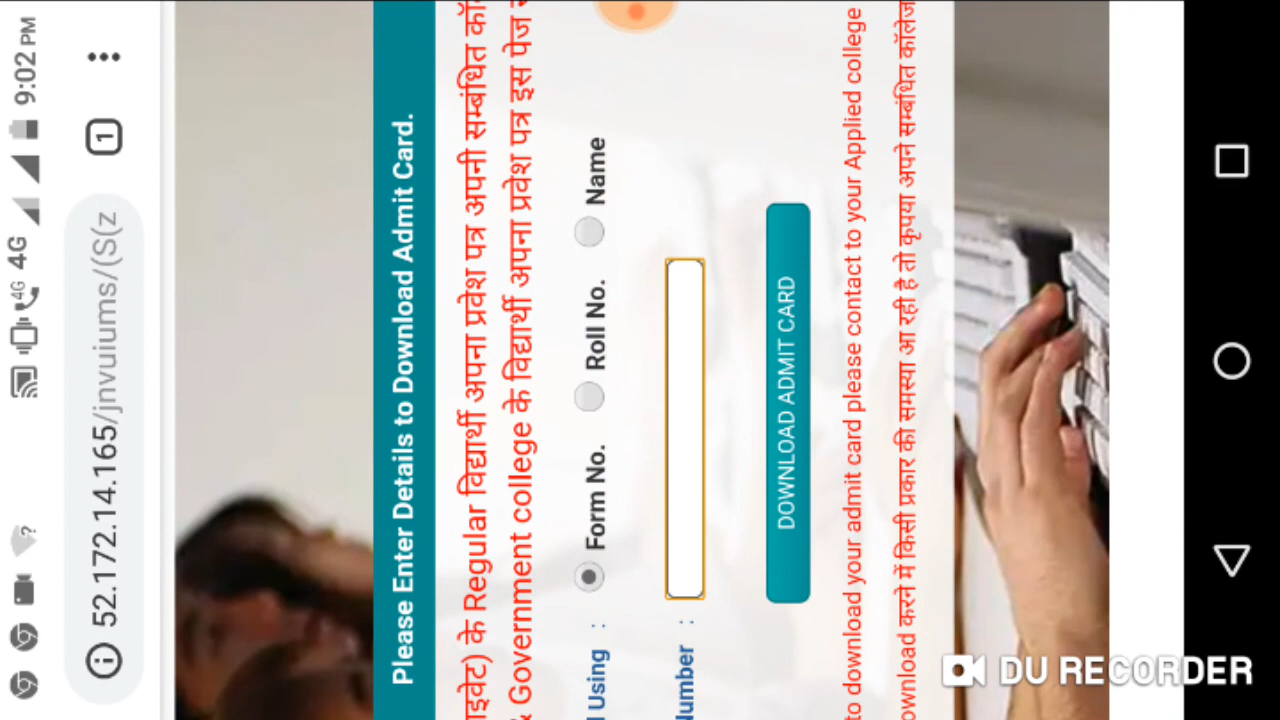 9:02 PM
4G 4G
52.172.14.165/jnvuiums/(S(z
1
Please Enter Details to Download Admit Card.
के Regular विद्यार्थी अपना प्रवेश पत्र अपनी सम्बंधित
& Government college के विद्यार्थी अपना प्रवेश पत्र इस पेज
Using : Form No. Roll No. Name
Number :
DOWNLOAD ADMIT CARD
to download your admit card please contact to your Applied college
करने में किसी प्रकार की समस्या आ रही है तो कृपया अपने सम्बंधित कॉलेज
DU RECORDER